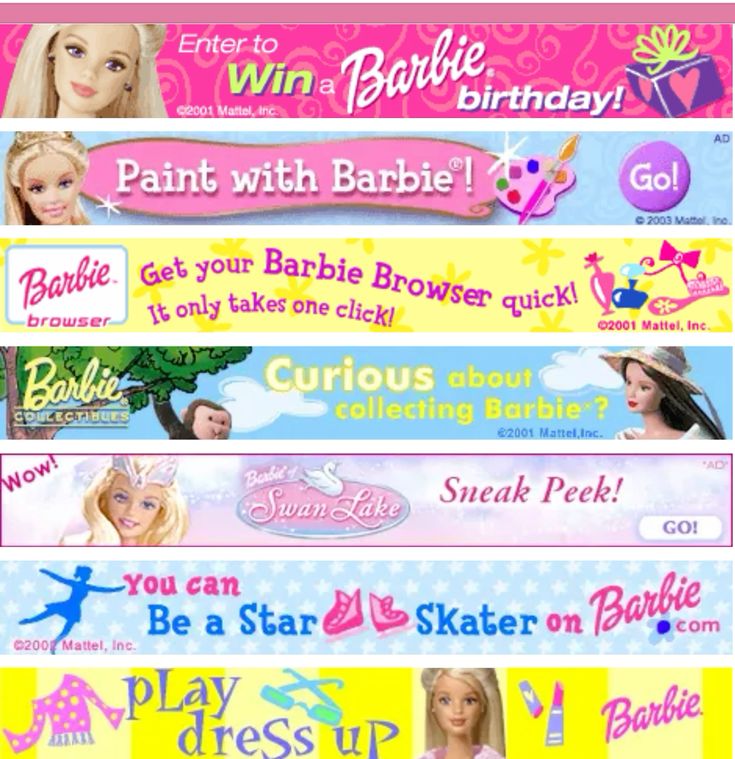 Enter to
Win a Barbie®
birthday!
©2001 Mattel, Inc.
AD
Paint with Barbie®!
Go!
© 2003 Mattel, Inc.
Barbie™
browser
Get your Barbie Browser quick!
It only takes one click!
©2001 Mattel, Inc.
Barbie®
COLLECTIBLES
Curious about
collecting Barbie®?
©2001 Mattel,Inc.
Wow!
Barbie of
Swan Lake
Sneak Peek!
"AD"
GO!
You can
Be a Star Skater on Barbie
.com
Mattel, Inc.
pLay
dresS uP
Barbie